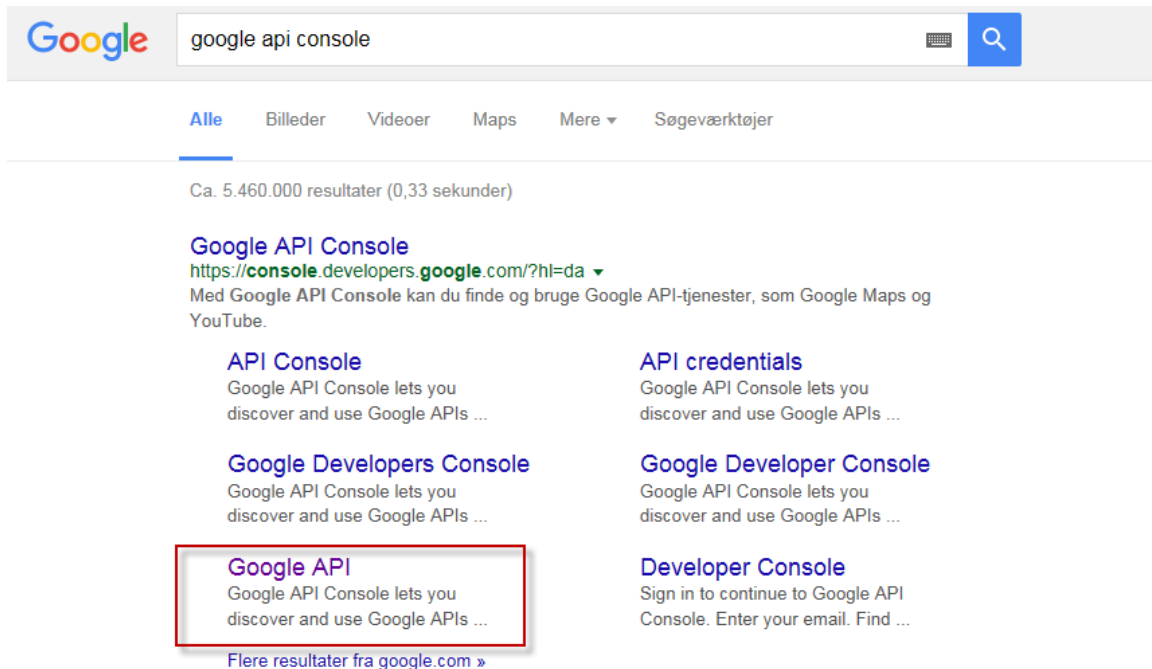 Google
google api console
Alle Billeder Videoer Maps Mere Søgeværktøjer
Ca. 5.460.000 resultater (0,33 sekunder)
Google API Console
https://console.developers.google.com/?hl=da
Med Google API Console kan du finde og bruge Google API-tjenester, som Google Maps og
YouTube.
API Console
Google API Console lets you
discover and use Google APIs ...
API credentials
Google API Console lets you
discover and use Google APIs ...
Google Developers Console
Google API Console lets you
discover and use Google APIs ...
Google Developer Console
Google API Console lets you
discover and use Google APIs ...
Google API
Google API Console lets you
discover and use Google APIs ...
Developer Console
Sign in to continue to Google API
Console. Enter your email. Find ...
Flere resultater fra google.com »